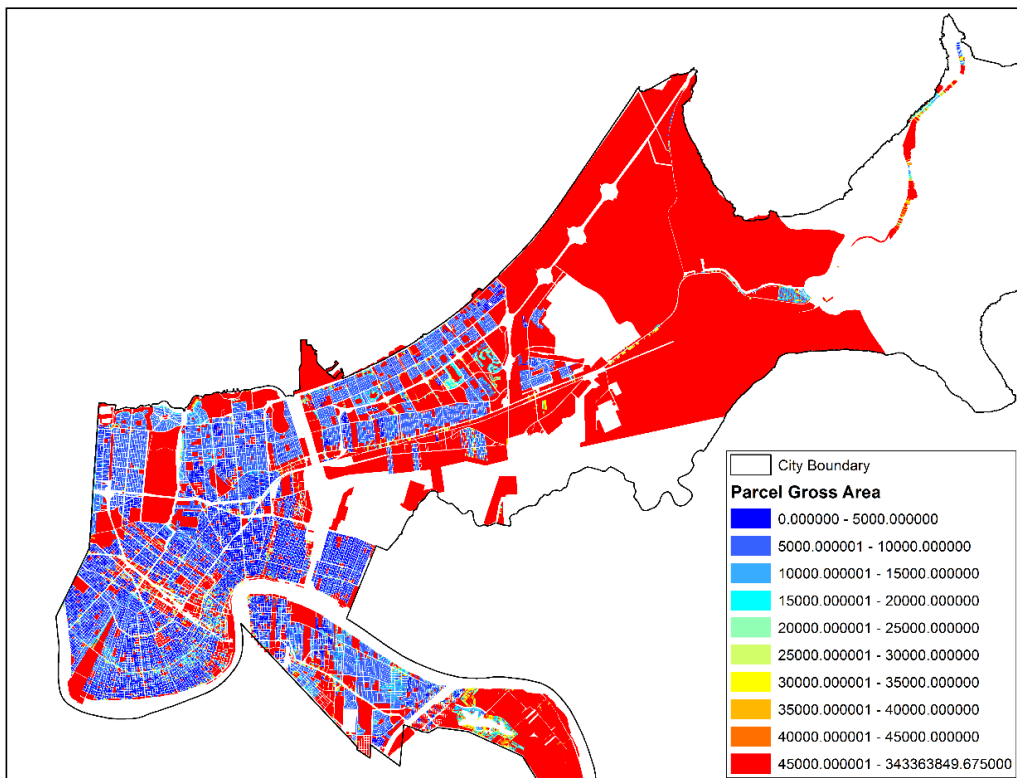 City Boundary
Parcel Gross Area
0.000000 - 5000.000000
5000.000001 - 10000.000000
10000.000001 - 15000.000000
15000.000001 - 20000.000000
20000.000001 - 25000.000000
25000.000001 - 30000.000000
30000.000001 - 35000.000000
35000.000001 - 40000.000000
40000.000001 - 45000.000000
45000.000001 - 343363849.675000